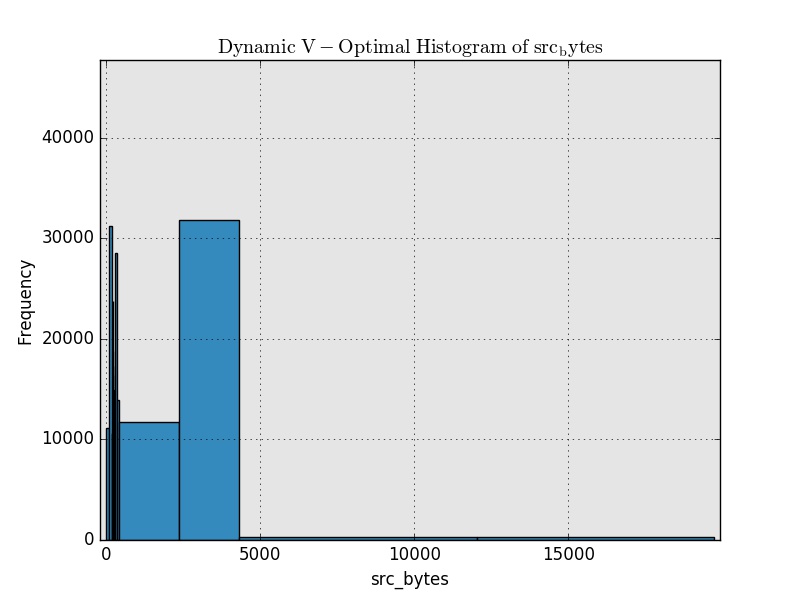 Dynamic V − Optimal Histogram of src_bytes
40000
30000
20000
10000
0
Frequency
0 5000 10000 15000
src_bytes